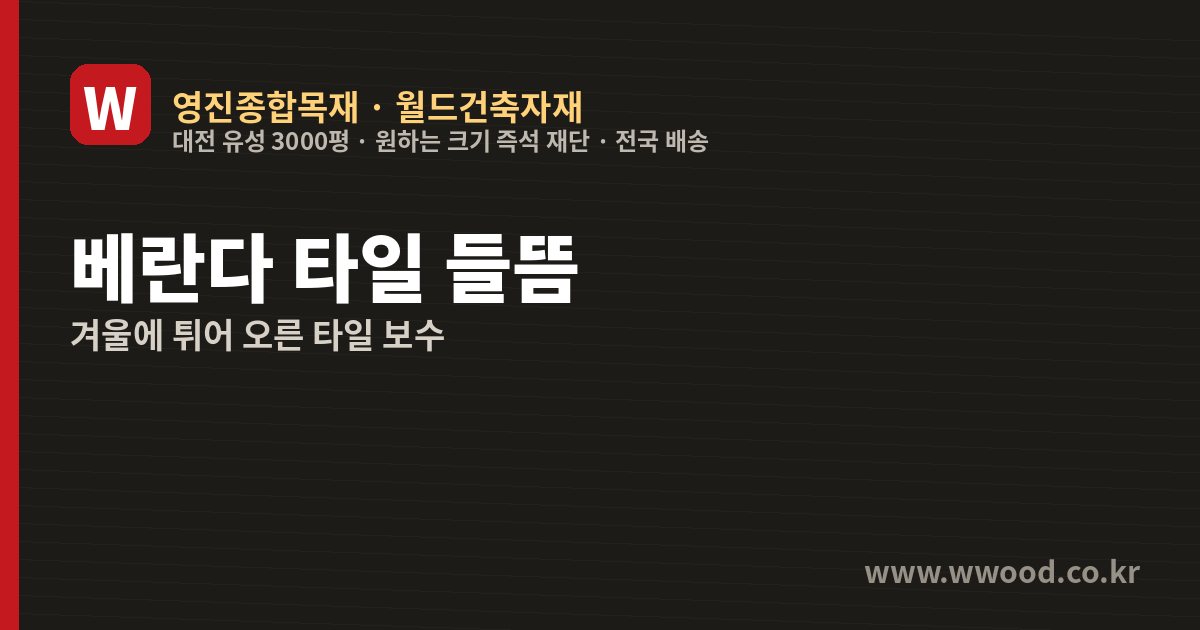 W
영진종합목재 · 월드건축자재
대전 유성 3000평 · 원하는 크기 즉석 재단 · 전국 배송
베란다 타일 들뜸
겨울에 튀어 오른 타일 보수
www.wwood.co.kr